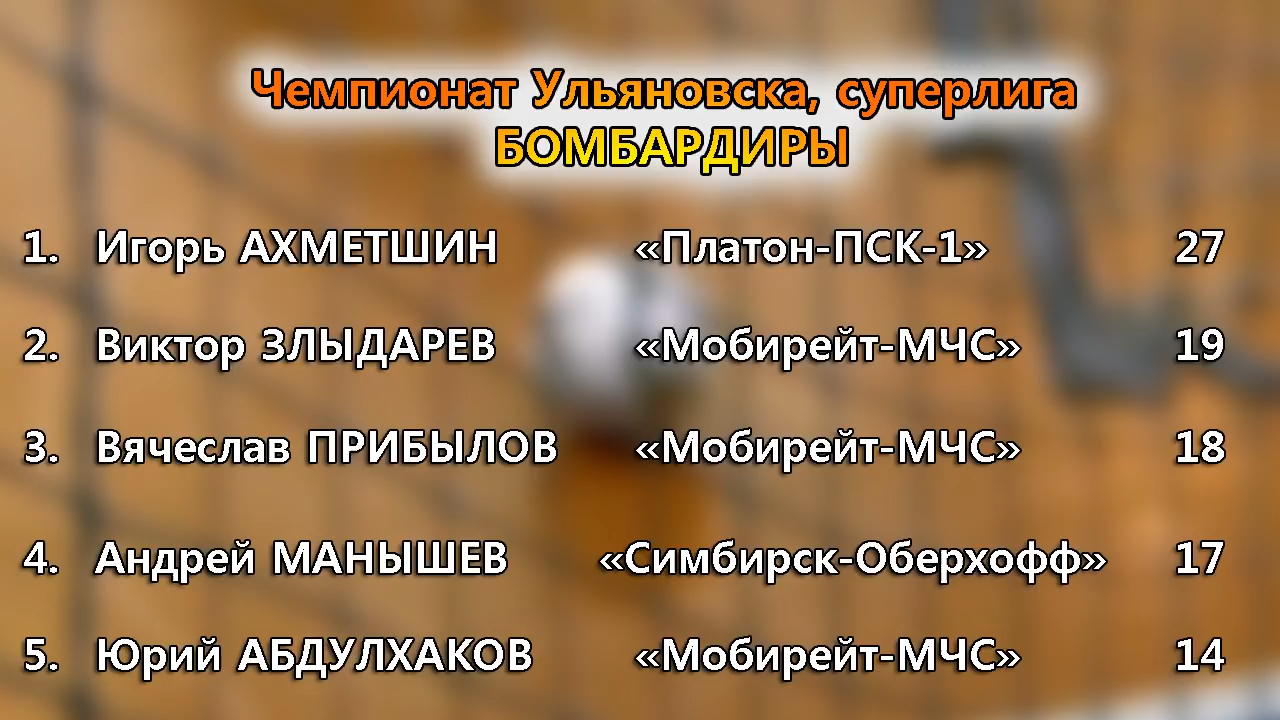 Чемпионат Ульяновска, суперлига
БОМБАРДИРЫ
1. Игорь АХМЕТШИН «Платон-ПСК-1» 27
2. Виктор ЗЛЫДАРЕВ «Мобирейт-МЧС» 19
3. Вячеслав ПРИБЫЛОВ «Мобирейт-МЧС» 18
4. Андрей МАНЫШЕВ «Симбирск-Оберхофф» 17
5. Юрий АБДУЛХАКОВ «Мобирейт-МЧС» 14